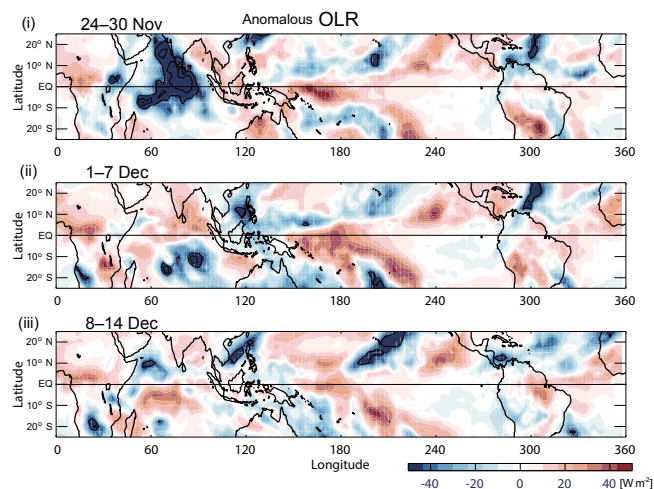 (i)
24–30 Nov
Anomalous OLR
Latitude
20° N
10° N
EQ
10° S
20° S
60
120
180
240
300
360
(ii)
1–7 Dec
Latitude
20° N
10° N
EQ
10° S
20° S
0
60
120
180
240
300
360
(iii)
8–14 Dec
Latitude
20° N
10° N
EQ
10° S
20° S
0
60
120
180
240
300
360
Longitude
-40 -20 0 20 40 [W m⁻²]